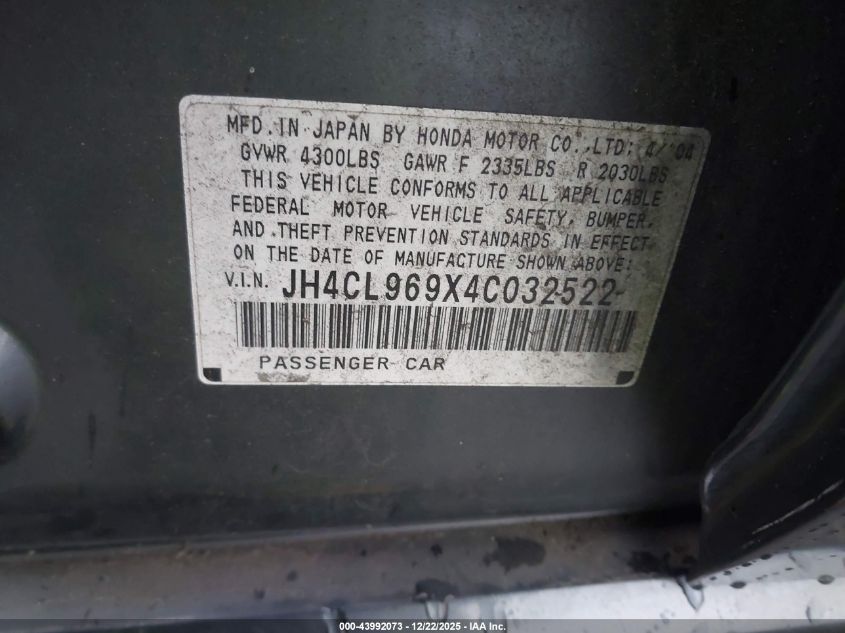 MFD. IN JAPAN BY HONDA MOTOR CO., LTD: 4/'04
GVWR 4300LBS GAWR F 2335LBS R 2030LBS
THIS VEHICLE CONFORMS TO ALL APPLICABLE
FEDERAL MOTOR VEHICLE SAFETY, BUMPER,
AND THEFT PREVENTION STANDARDS IN EFFECT
ON THE DATE OF MANUFACTURE SHOWN ABOVE:
V.I.N. JH4CL969X4C032522
PASSENGER CAR
000-43992073 - 12/22/2025 - IAA Inc.